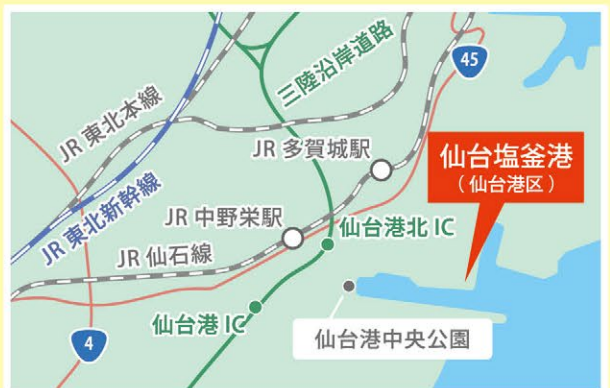 45
三陸沿岸道路
JR 東北本線
JR 多賀城駅
仙台塩釜港
（仙台港区）
JR 東北新幹線
JR 中野栄駅
仙台港北 IC
JR 仙石線
仙台港 IC
仙台港中央公園
4